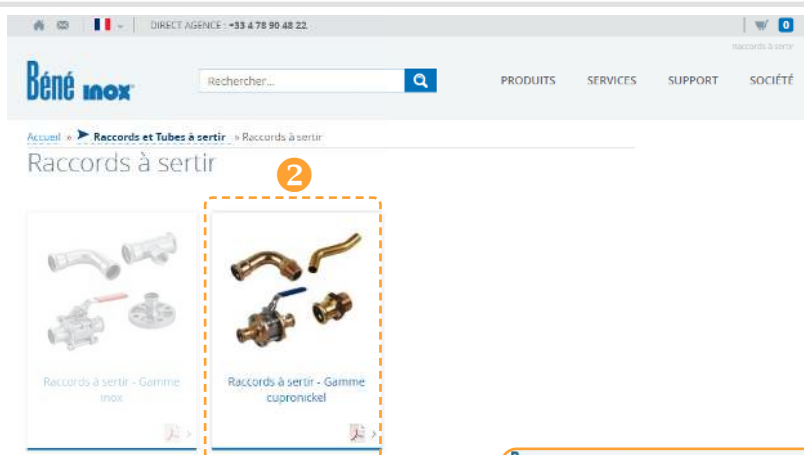 DIRECT AGENCE : +33 4 78 90 48 22
0
raccords à sertir
Béné inox
Rechercher...
PRODUITS SERVICES SUPPORT SOCIÉTÉ
Accueil » ➤ Raccords et Tubes à sertir » Raccords à sertir
Raccords à sertir
2
Raccords à sertir - Gamme
inox
Raccords à sertir - Gamme
cupronickel